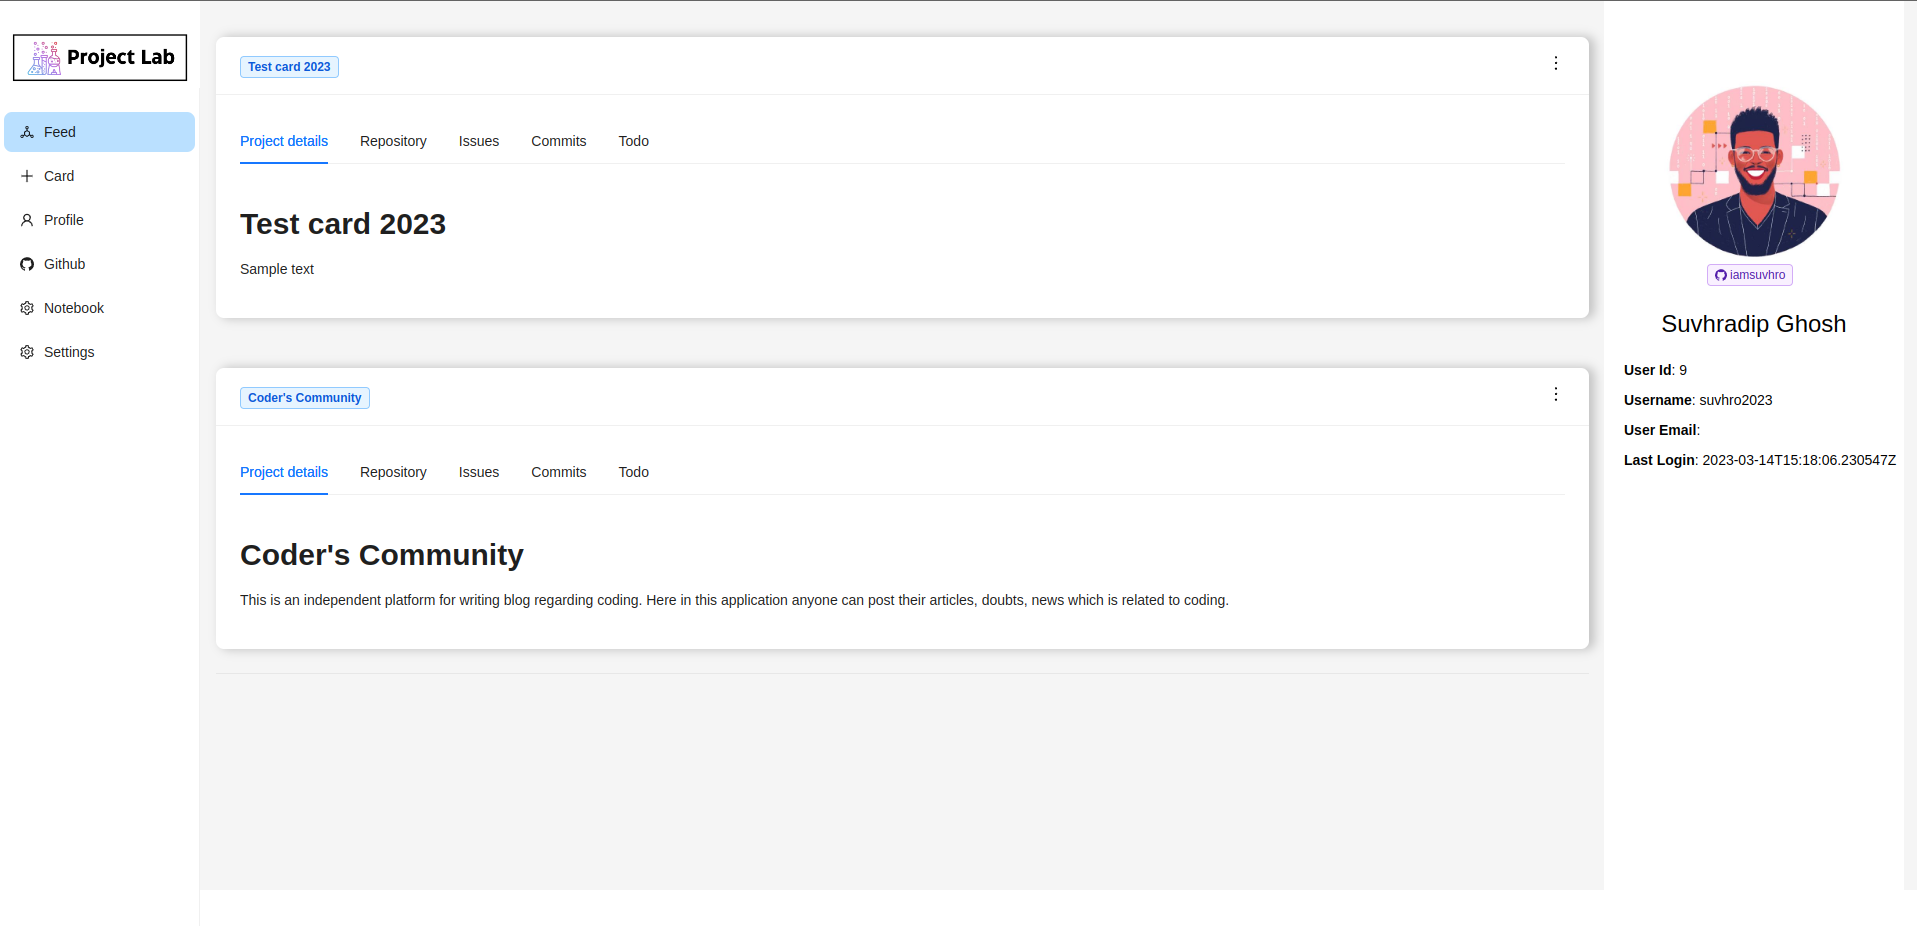 Project Lab
Feed
Card
Profile
Github
Notebook
Settings
Test card 2023
Project details Repository Issues Commits Todo
Test card 2023
Sample text
Coder's Community
Project details Repository Issues Commits Todo
Coder's Community
This is an independent platform for writing blog regarding coding. Here in this application anyone can post their articles, doubts, news which is related to coding.
iamsuvhro
Suvhradip Ghosh
User Id: 9
Username: suvhro2023
User Email:
Last Login: 2023-03-14T15:18:06.230547Z